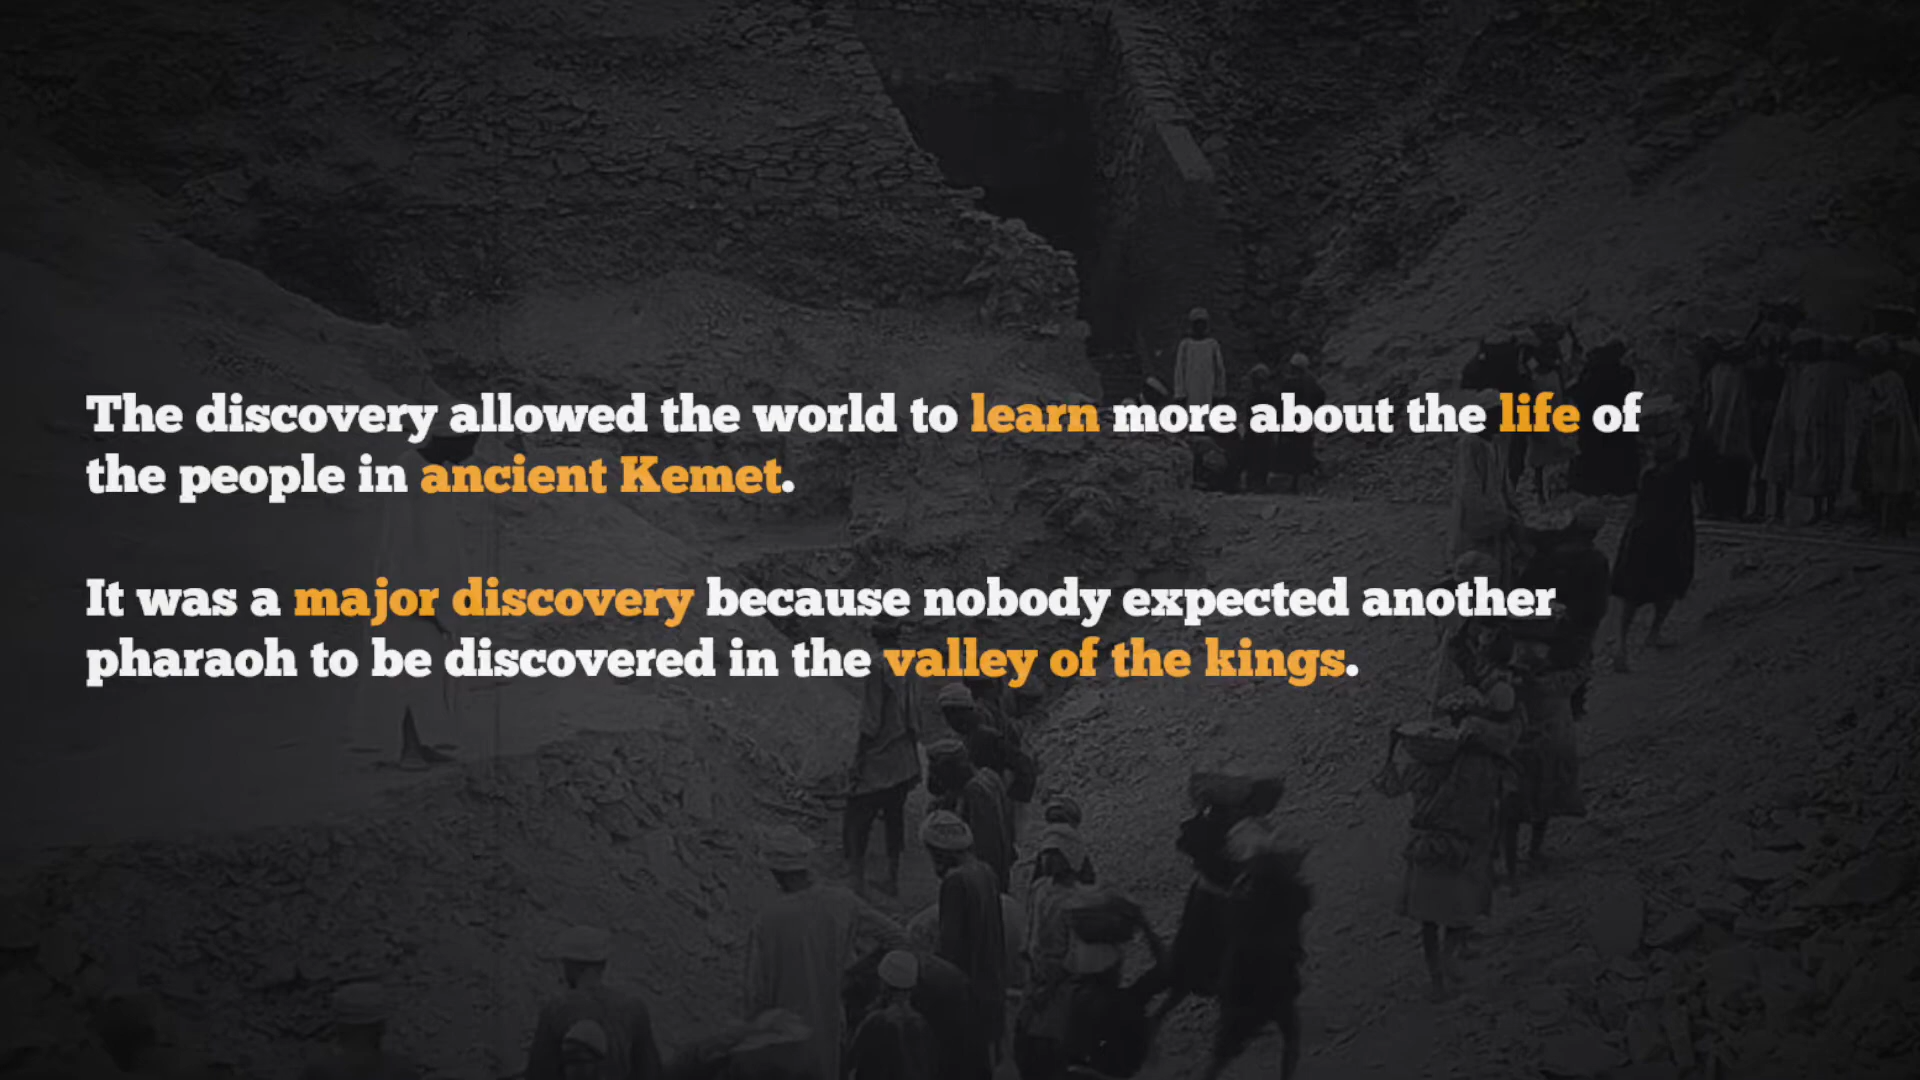 The discovery allowed the world to learn more about the life of
the people in ancient Kemet.
It was a major discovery because nobody expected another
pharaoh to be discovered in the valley of the kings.